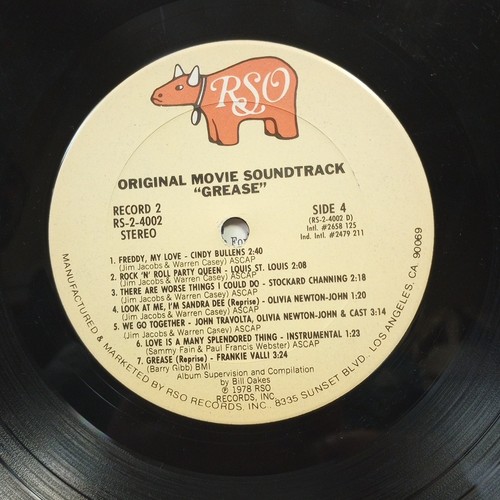 RSO
ORIGINAL MOVIE SOUNDTRACK
"GREASE"
RECORD 2
RS-2-4002
STEREO
SIDE 4
(RS-2-4002 D)
Intl. #2658 125
Ind. Intl. #2479 211
1. FREDDY, MY LOVE - CINDY BULLENS 2:40
(Jim Jacobs & Warren Casey) ASCAP
2. ROCK 'N' ROLL PARTY QUEEN - LOUIS ST. LOUIS 2:08
(Jim Jacobs & Warren Casey) ASCAP
3. THERE ARE WORSE THINGS I COULD DO - STOCKARD CHANNING 2:18
(Jim Jacobs & Warren Casey) ASCAP
4. LOOK AT ME, I'M SANDRA DEE (Reprise) - OLIVIA NEWTON-JOHN 1:20
(Jim Jacobs & Warren Casey) ASCAP
5. WE GO TOGETHER - JOHN TRAVOLTA, OLIVIA NEWTON-JOHN & CAST 3:14
(Jim Jacobs & Warren Casey) ASCAP
6. LOVE IS A MANY SPLENDORED THING - INSTRUMENTAL 1:23
(Sammy Fain & Paul Francis Webster) ASCAP
7. GREASE (Reprise) - FRANKIE VALLI 3:24
(Barry Gibb) BMI
Album Supervision and Compilation
by Bill Oakes
℗ 1978 RSO
RECORDS, INC.
MANUFACTURED & MARKETED BY RSO RECORDS, INC. 8335 SUNSET BLVD., LOS ANGELES, CA 90069